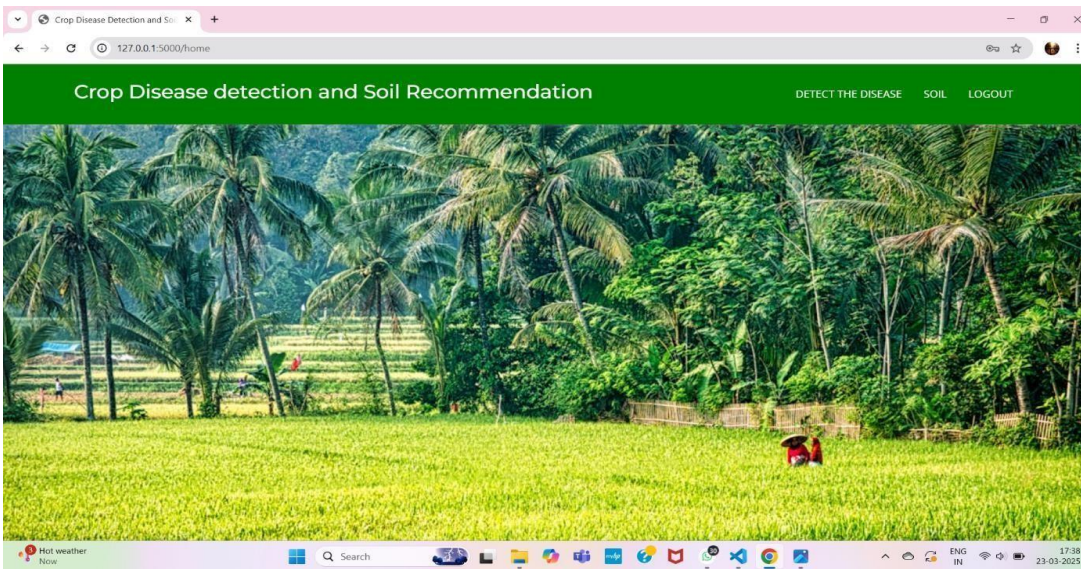 Crop Disease Detection and So
127.0.0.1:5000/home
Crop Disease detection and Soil Recommendation
DETECT THE DISEASE SOIL LOGOUT
Hot weather
Now
Search
ENG
IN
17:38
23-03-2025